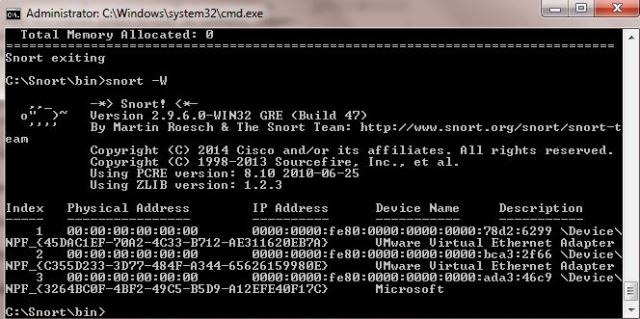 Administrator: C:\Windows\system32\cmd.exe
Total Memory Allocated: 0
===============================================================================
Snort exiting
C:\Snort\bin>snort -W
,,_ -*> Snort! <*-
o"  )~ Version 2.9.6.0-WIN32 GRE (Build 47)
'''' By Martin Roesch & The Snort Team: http://www.snort.org/snort/snort-t
eam
Copyright (C) 2014 Cisco and/or its affiliates. All rights reserved.
Copyright (C) 1998-2013 Sourcefire, Inc., et al.
Using PCRE version: 8.10 2010-06-25
Using ZLIB version: 1.2.3
Index Physical Address IP Address Device Name Description
----- ---------------- ---------- ----------- -----------
1 00:00:00:00:00:00 0000:0000:fe80:0000:0000:0000:78d2:6299 \Device\
NPF_{45DAC1EF-70A2-4C33-B712-AE311620EB7A} VMware Virtual Ethernet Adapter
2 00:00:00:00:00:00 0000:0000:fe80:0000:0000:0000:bca3:2f66 \Device\
NPF_{C355D233-3D77-484F-A344-65626159980E} VMware Virtual Ethernet Adapter
3 00:00:00:00:00:00 0000:0000:fe80:0000:0000:0000:ada3:46c9 \Device\
NPF_{3264BC0F-4BF2-49C5-B5D9-A12EFE40F17C} Microsoft
C:\Snort\bin>